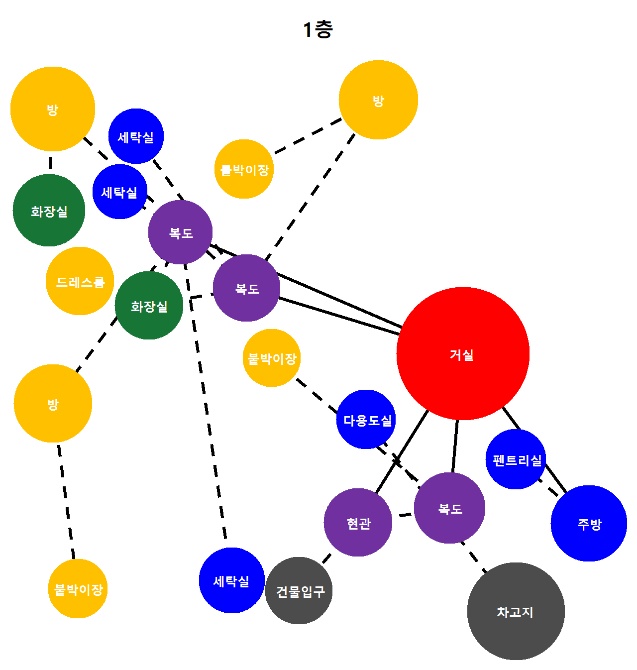 1층
방
방
세탁실
붙박이장
세탁실
화장실
복도
드레스룸
복도
화장실
거실
붙박이장
방
다용도실
펜트리실
복도
현관
주방
세탁실
붙박이장
건물입구
차고지